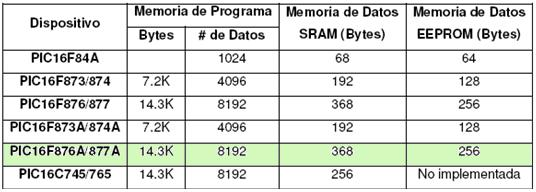 Dispositivo Memoria de Programa Memoria de Datos SRAM (Bytes) Memoria de Datos EEPROM (Bytes)
Bytes # de Datos
PIC16F84A 1024 68 64
PIC16F873/874 7.2K 4096 192 128
PIC16F876/877 14.3K 8192 368 256
PIC16F873A/874A 7.2K 4096 192 128
PIC16F876A/877A 14.3K 8192 368 256
PIC16C745/765 14.3K 8192 256 No implementada